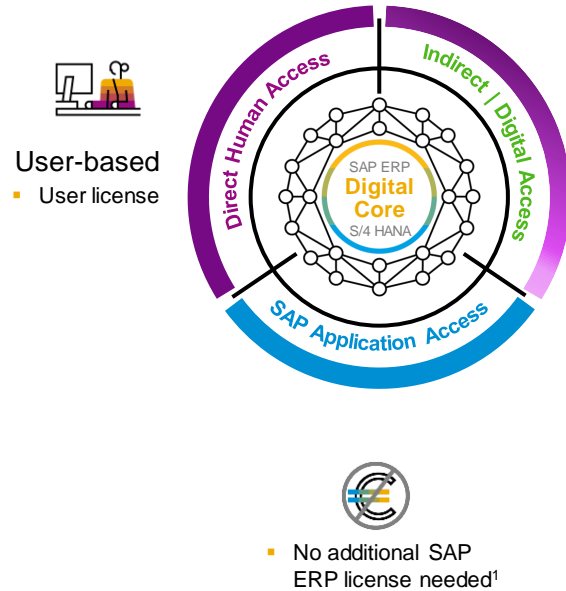 Direct Human Access
Indirect | Digital Access
User-based
▪ User license
SAP ERP
Digital
Core
S/4 HANA
SAP Application Access
▪ No additional SAP
ERP license needed¹